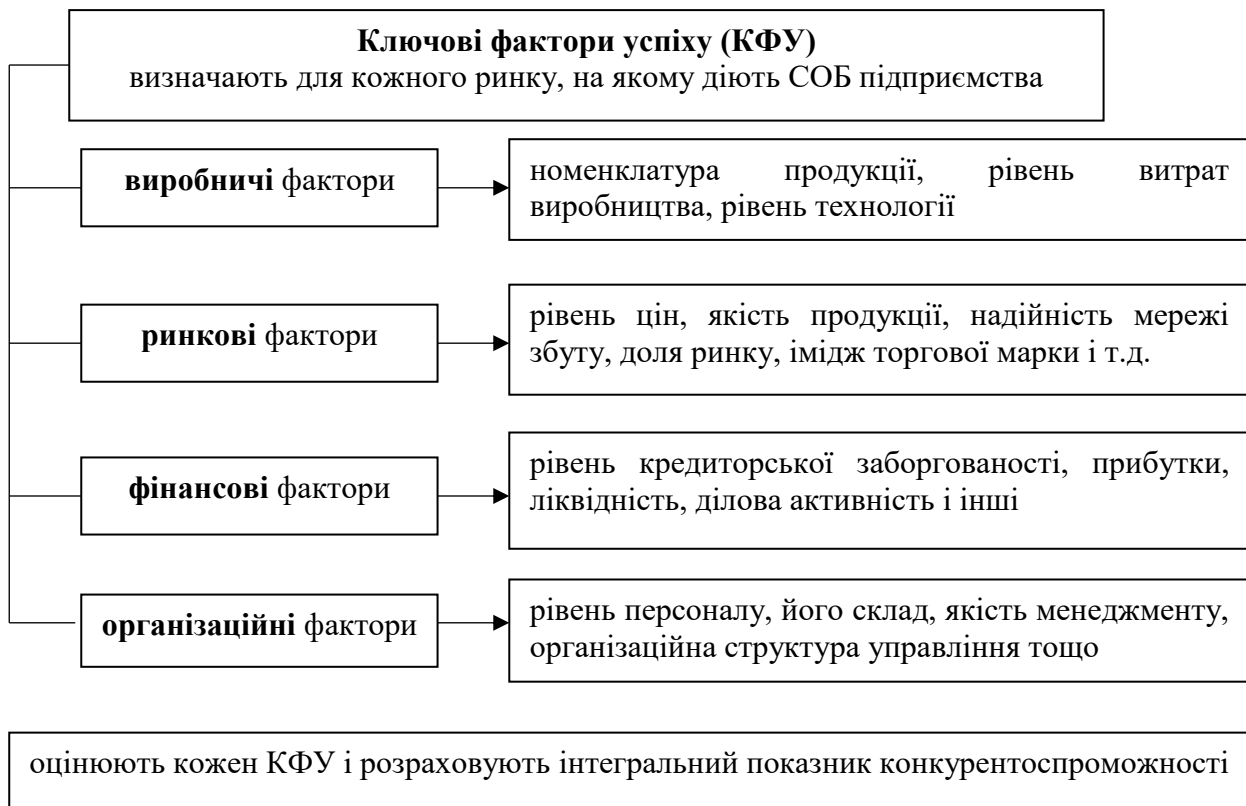 Ключові фактори успіху (КФУ)
визначають для кожного ринку, на якому діють СОБ підприємства
виробничі фактори
номенклатура продукції, рівень витрат
виробництва, рівень технології
ринкові фактори
рівень цін, якість продукції, надійність мережі
збуту, доля ринку, імідж торгової марки і т.д.
фінансові фактори
рівень кредиторської заборгованості, прибутки,
ліквідність, ділова активність і інші
організаційні фактори
рівень персоналу, його склад, якість менеджменту,
організаційна структура управління тощо
оцінюють кожен КФУ і розраховують інтегральний показник конкурентоспроможності